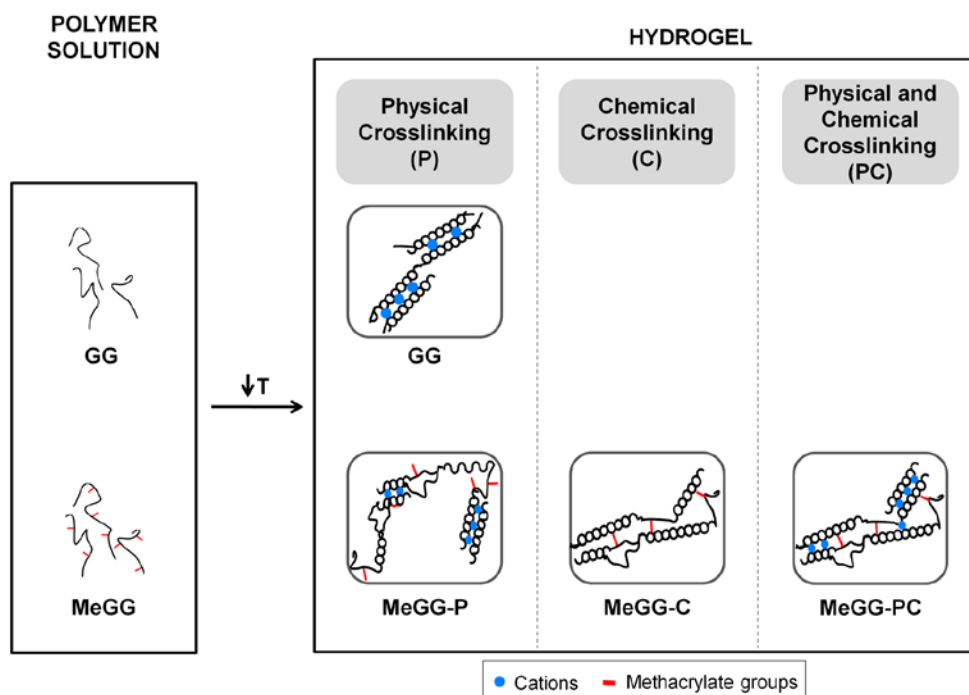 POLYMER
SOLUTION
HYDROGEL
Physical
Crosslinking
(P)
Chemical
Crosslinking
(C)
Physical and
Chemical
Crosslinking
(PC)
GG
GG
↓T
MeGG
MeGG-P
MeGG-C
MeGG-PC
Cations
Methacrylate groups